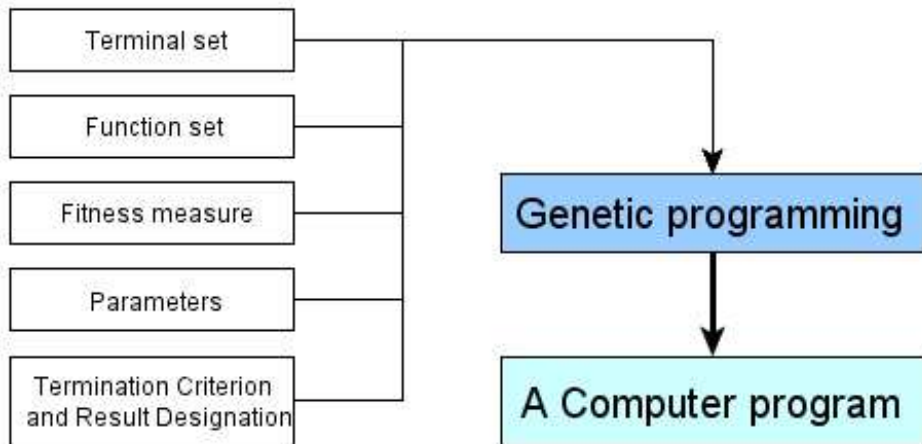 Terminal set
Function set
Fitness measure
Parameters
Termination Criterion
and Result Designation
Genetic programming
A Computer program